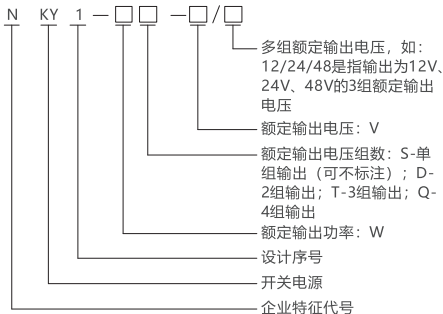 N KY 1—□□—□/□
多组额定输出电压，如：
12/24/48是指输出为12V、
24V、48V的3组额定输出
电压
额定输出电压：V
额定输出电压组数：S-单
组输出（可不标注）；D-
2组输出；T-3组输出；Q-
4组输出
额定输出功率：W
设计序号
开关电源
企业特征代号